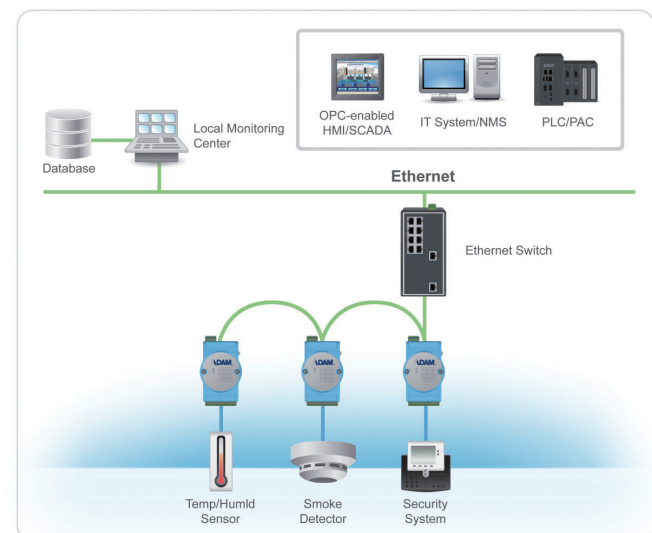 OPC-enabled
HMI/SCADA
IT System/NMS
PLC/PAC
Local Monitoring
Center
Database
Ethernet
Ethernet Switch
ADAM
ADAM
ADAM
Temp/Humld
Sensor
Smoke
Detector
Security
System